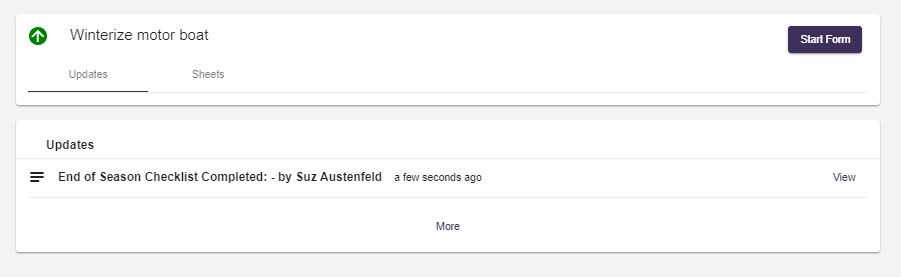 Winterize motor boat
Start Form
Updates
Sheets
Updates
End of Season Checklist Completed: - by Suz Austenfeld a few seconds ago View
More